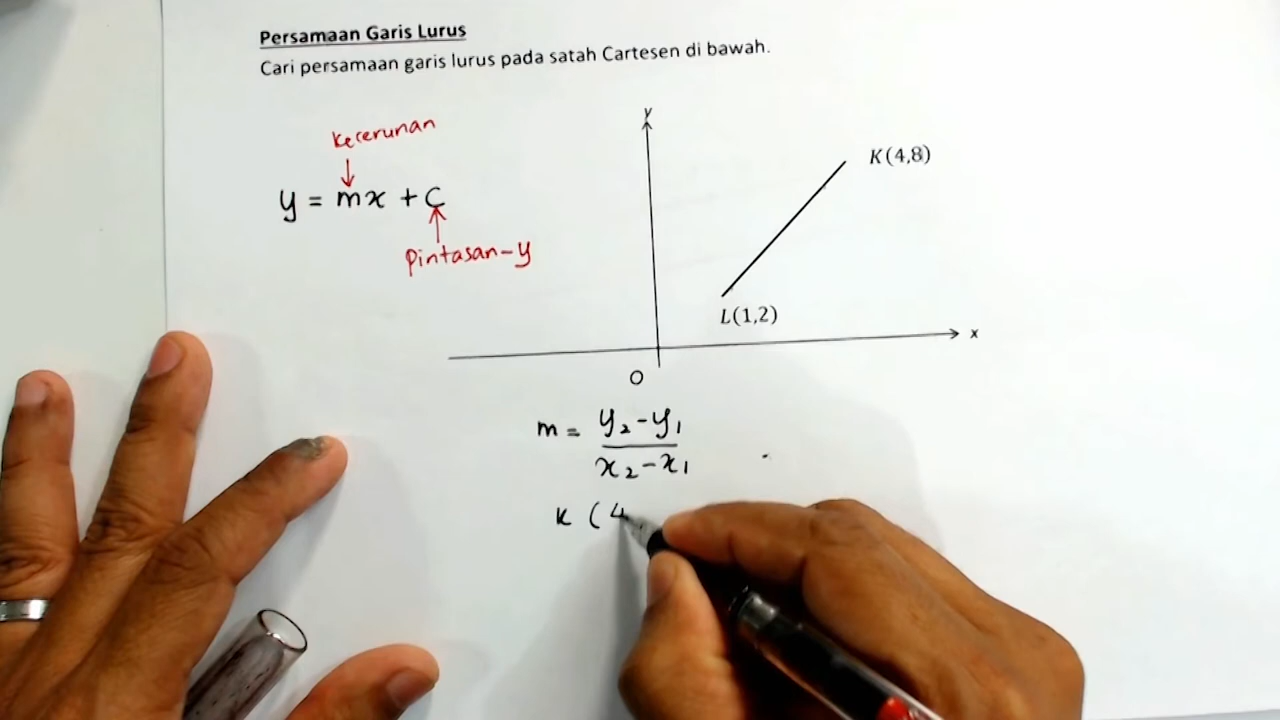 Persamaan Garis Lurus
Cari persamaan garis lurus pada satah Cartesen di bawah.
kecerunan
y = mx + c
pintasan-y
y
K(4,8)
L(1,2)
x
O
m = y₂-y₁
x₂-x₁
K (4